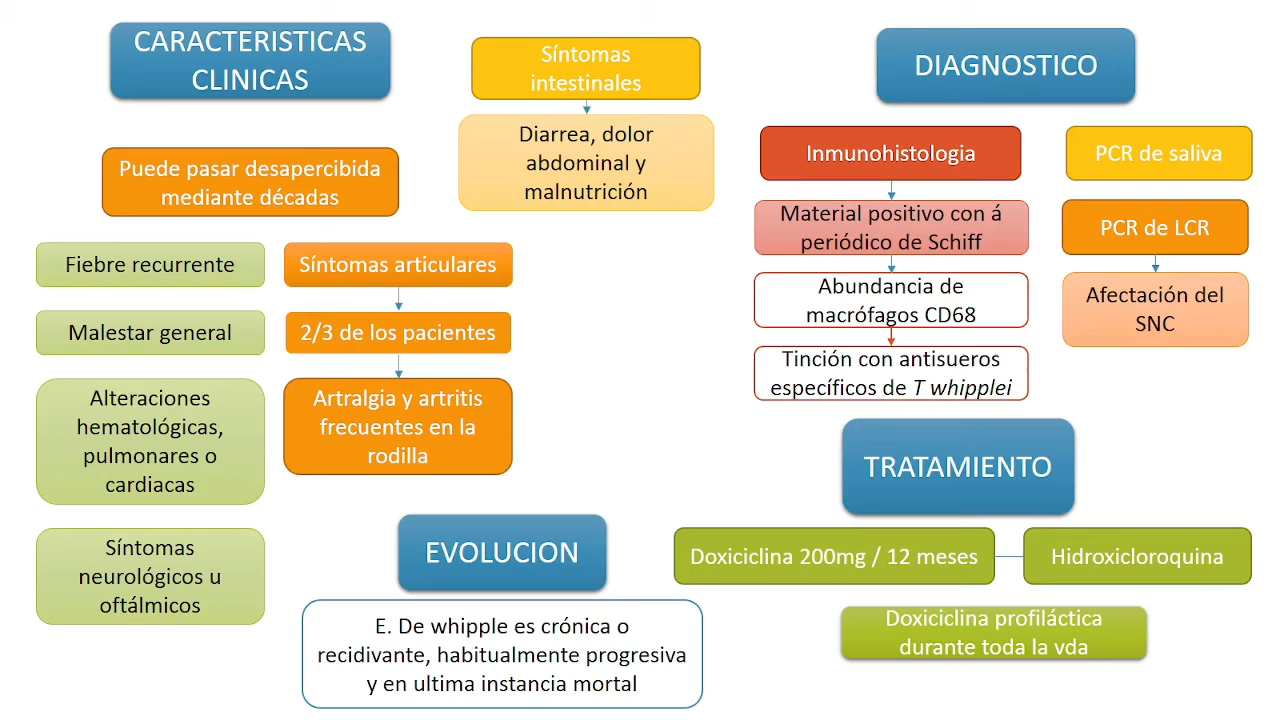 CARACTERISTICAS
CLINICAS
Puede pasar desapercibida
mediante décadas
Fiebre recurrente
Malestar general
Alteraciones
hematológicas,
pulmonares o
cardiacas
Síntomas
neurológicos u
oftálmicos
Síntomas articulares
2/3 de los pacientes
Artralgia y artritis
frecuentes en la
rodilla
Síntomas
intestinales
Diarrea, dolor
abdominal y
malnutrición
EVOLUCION
E. De whipple es crónica o
recidivante, habitualmente progresiva
y en ultima instancia mortal
DIAGNOSTICO
Inmunohistologia
Material positivo con á
periódico de Schiff
Abundancia de
macrófagos CD68
Tinción con antisueros
específicos de T whipplei
PCR de saliva
PCR de LCR
Afectación del
SNC
TRATAMIENTO
Doxiciclina 200mg / 12 meses
Hidroxicloroquina
Doxiciclina profiláctica
durante toda la vda